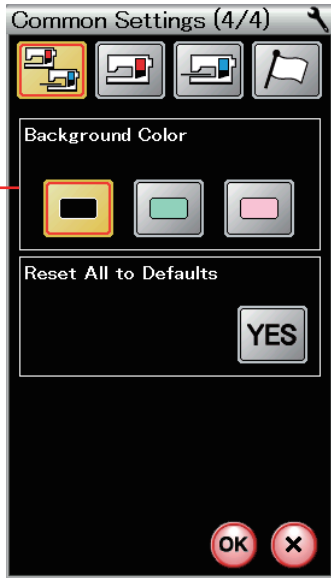 Common Settings (4/4)
Background Color
Reset All to Defaults
YES
OK